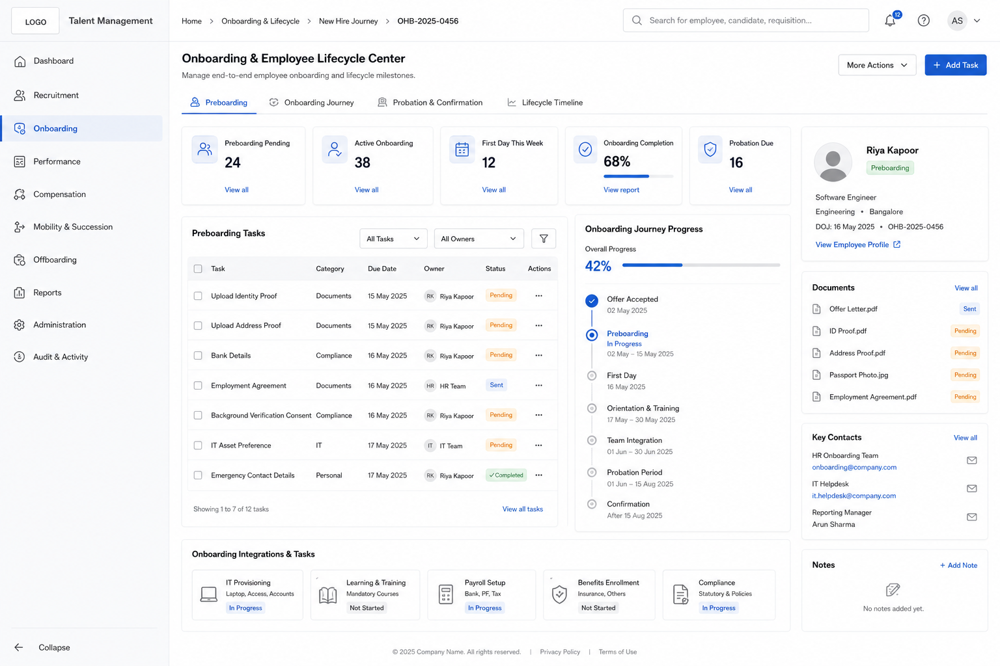 LOGO
Talent Management
Home > Onboarding & Lifecycle > New Hire Journey > OHB-2025-0456
Search for employee, candidate, requisition...
12
?
AS
Dashboard
Recruitment
Onboarding
Performance
Compensation
Mobility & Succession
Offboarding
Reports
Administration
Audit & Activity
Collapse
Onboarding & Employee Lifecycle Center
Manage end-to-end employee onboarding and lifecycle milestones.
More Actions
+ Add Task
Preboarding
Onboarding Journey
Probation & Confirmation
Lifecycle Timeline
Preboarding Pending
24
View all
Active Onboarding
38
View all
First Day This Week
12
View all
Onboarding Completion
68%
View report
Probation Due
16
View all
Preboarding Tasks
All Tasks
All Owners
Task Category Due Date Owner Status Actions
Upload Identity Proof Documents 15 May 2025 RK Riya Kapoor Pending ...
Upload Address Proof Documents 15 May 2025 RK Riya Kapoor Pending ...
Bank Details Compliance 16 May 2025 RK Riya Kapoor Pending ...
Employment Agreement Documents 16 May 2025 HR HR Team Sent ...
Background Verification Consent Compliance 16 May 2025 RK Riya Kapoor Pending ...
IT Asset Preference IT 17 May 2025 IT IT Team Pending ...
Emergency Contact Details Personal 17 May 2025 RK Riya Kapoor ✓ Completed ...
Showing 1 to 7 of 12 tasks
View all tasks
Onboarding Journey Progress
Overall Progress
42%
Offer Accepted
02 May 2025
Preboarding
In Progress
02 May – 15 May 2025
First Day
16 May 2025
Orientation & Training
17 May – 30 May 2025
Team Integration
01 Jun – 30 Jun 2025
Probation Period
01 Jun – 15 Aug 2025
Confirmation
After 15 Aug 2025
Onboarding Integrations & Tasks
IT Provisioning
Laptop, Access, Accounts
In Progress
Learning & Training
Mandatory Courses
Not Started
Payroll Setup
Bank, PF, Tax
In Progress
Benefits Enrollment
Insurance, Others
Not Started
Compliance
Statutory & Policies
In Progress
Riya Kapoor
Preboarding
Software Engineer
Engineering • Bangalore
DOJ: 16 May 2025 • OHB-2025-0456
View Employee Profile
Documents
View all
Offer Letter.pdf Sent
ID Proof.pdf Pending
Address Proof.pdf Pending
Passport Photo.jpg Pending
Employment Agreement.pdf Pending
Key Contacts
View all
HR Onboarding Team
onboarding@company.com
IT Helpdesk
it.helpdesk@company.com
Reporting Manager
Arun Sharma
Notes
+ Add Note
No notes added yet.
© 2025 Company Name. All rights reserved. | Privacy Policy | Terms of Use